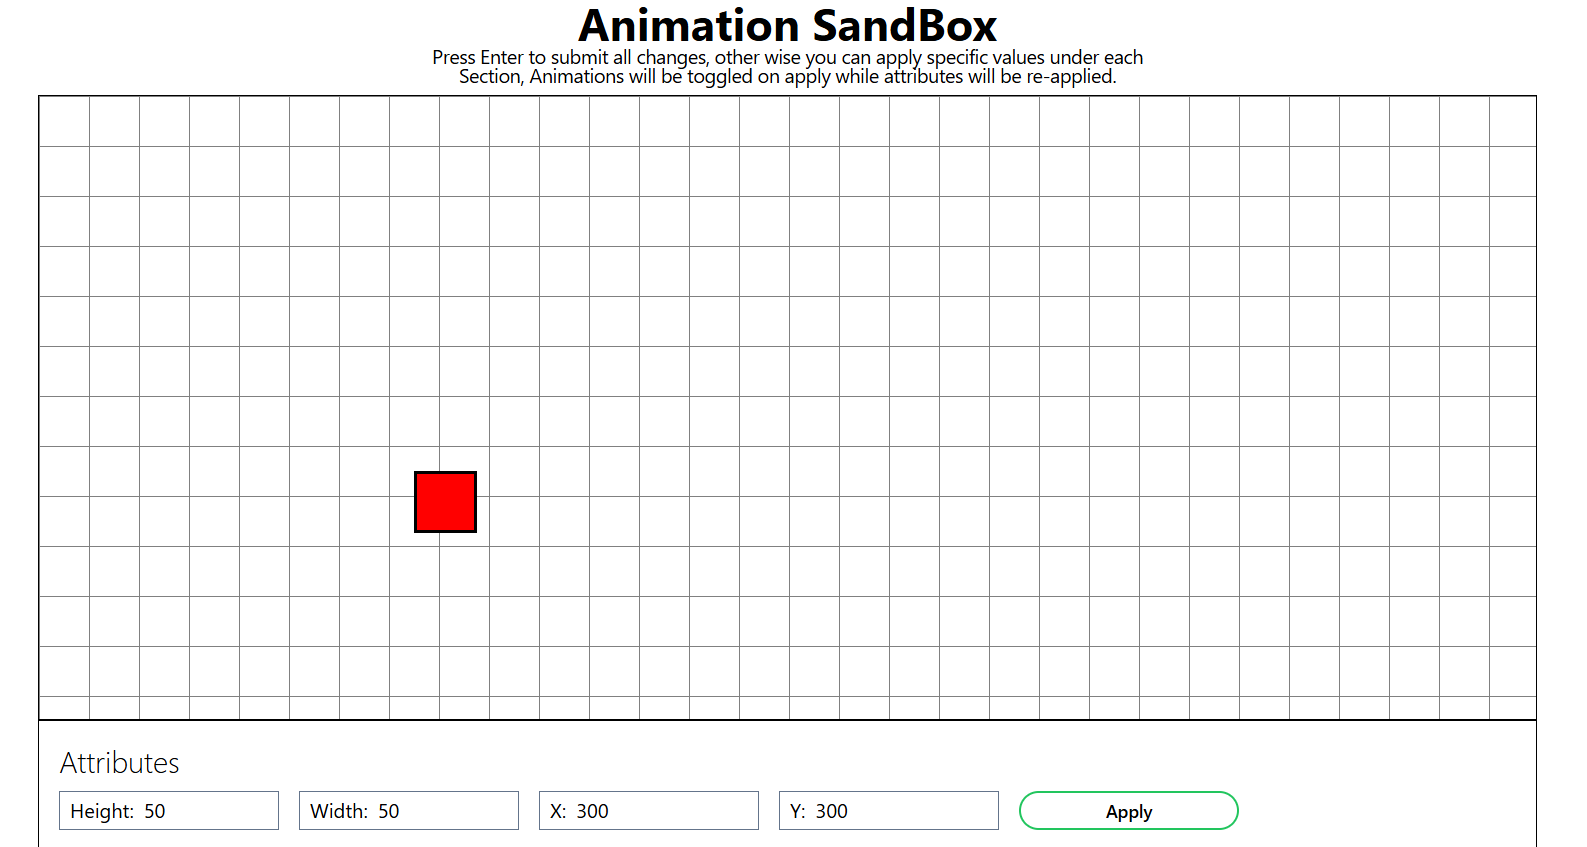 Animation SandBox
Press Enter to submit all changes, other wise you can apply specific values under each
Section, Animations will be toggled on apply while attributes will be re-applied.
Attributes
Height: 50
Width: 50
X: 300
Y: 300
Apply